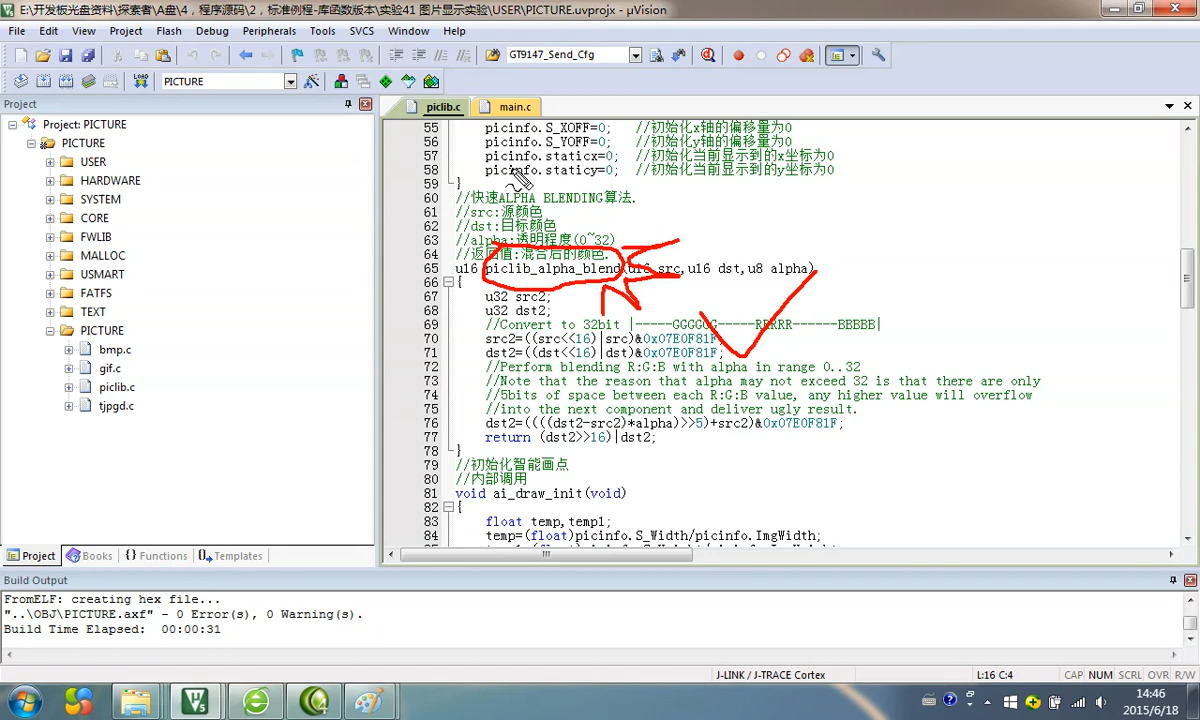 E:\开发板光盘资料\探索者\A盘\4，程序源码\2，标准例程-库函数版本\实验41 图片显示实验\USER\PICTURE.uvprojx - µVision
File Edit View Project Flash Debug Peripherals Tools SVCS Window Help
GT9147_Send_Cfg
LOAD PICTURE
Project
piclib.c main.c
Project: PICTURE
PICTURE
USER
HARDWARE
SYSTEM
CORE
FWLIB
MALLOC
USMART
FATFS
TEXT
PICTURE
bmp.c
gif.c
piclib.c
tjpgd.c
55 picinfo.S_XOFF=0; //初始化x轴的偏移量为0
56 picinfo.S_YOFF=0; //初始化y轴的偏移量为0
57 picinfo.staticx=0; //初始化当前显示到的x坐标为0
58 picinfo.staticy=0; //初始化当前显示到的y坐标为0
59 }
60 //快速ALPHA BLENDING算法.
61 //src:源颜色
62 //dst:目标颜色
63 //alpha:透明程度(0~32)
64 //返回值:混合后的颜色.
65 u16 piclib_alpha_blend(u16 src,u16 dst,u8 alpha)
66 {
67 u32 src2;
68 u32 dst2;
69 //Convert to 32bit |-----GGGGGG-----RRRRR------BBBBB|
70 src2=((src<<16)|src)&0x07E0F81F;
71 dst2=((dst<<16)|dst)&0x07E0F81F;
72 //Perform blending R:G:B with alpha in range 0..32
73 //Note that the reason that alpha may not exceed 32 is that there are only
74 //5bits of space between each R:G:B value, any higher value will overflow
75 //into the next component and deliver ugly result.
76 dst2=((((dst2-src2)*alpha)>>5)+src2)&0x07E0F81F;
77 return (dst2>>16)|dst2;
78 }
79 //初始化智能画点
80 //内部调用
81 void ai_draw_init(void)
82 {
83 float temp,temp1;
84 temp=(float)picinfo.S_Width/picinfo.ImgWidth;
Project Books {} Functions Templates
Build Output
FromELF: creating hex file...
"..\OBJ\PICTURE.axf" - 0 Error(s), 0 Warning(s).
Build Time Elapsed: 00:00:31
J-LINK / J-TRACE Cortex L:16 C:4 CAP NUM SCRL OVR R/W
14:46
2015/6/18